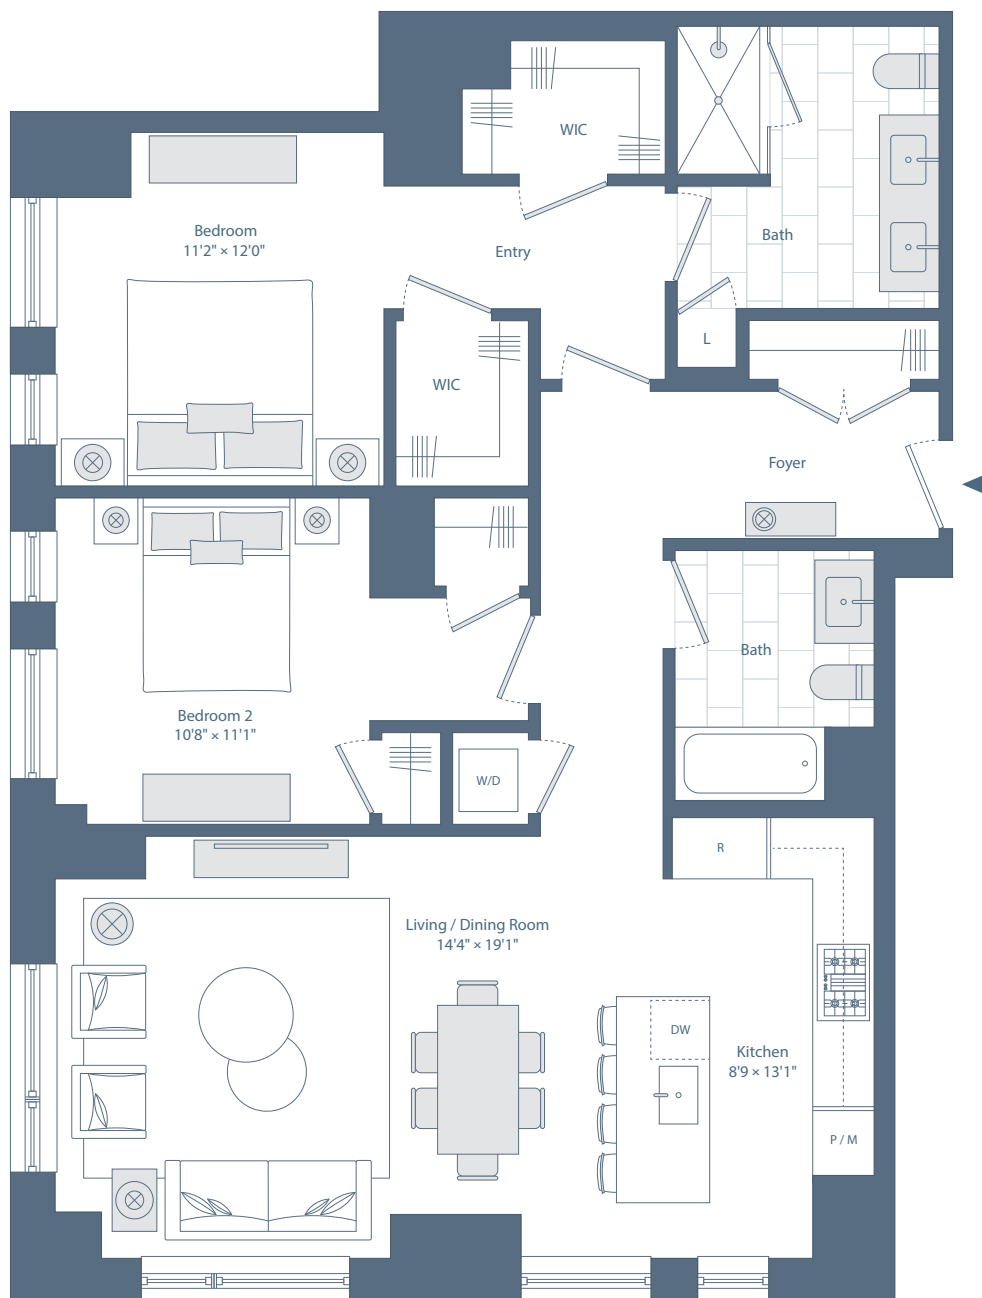 WIC
Bedroom
11'2" × 12'0"
Entry
Bath
L
WIC
Foyer
Bath
Bedroom 2
10'8" × 11'1"
W/D
R
Living / Dining Room
14'4" × 19'1"
DW
Kitchen
8'9 × 13'1"
P / M